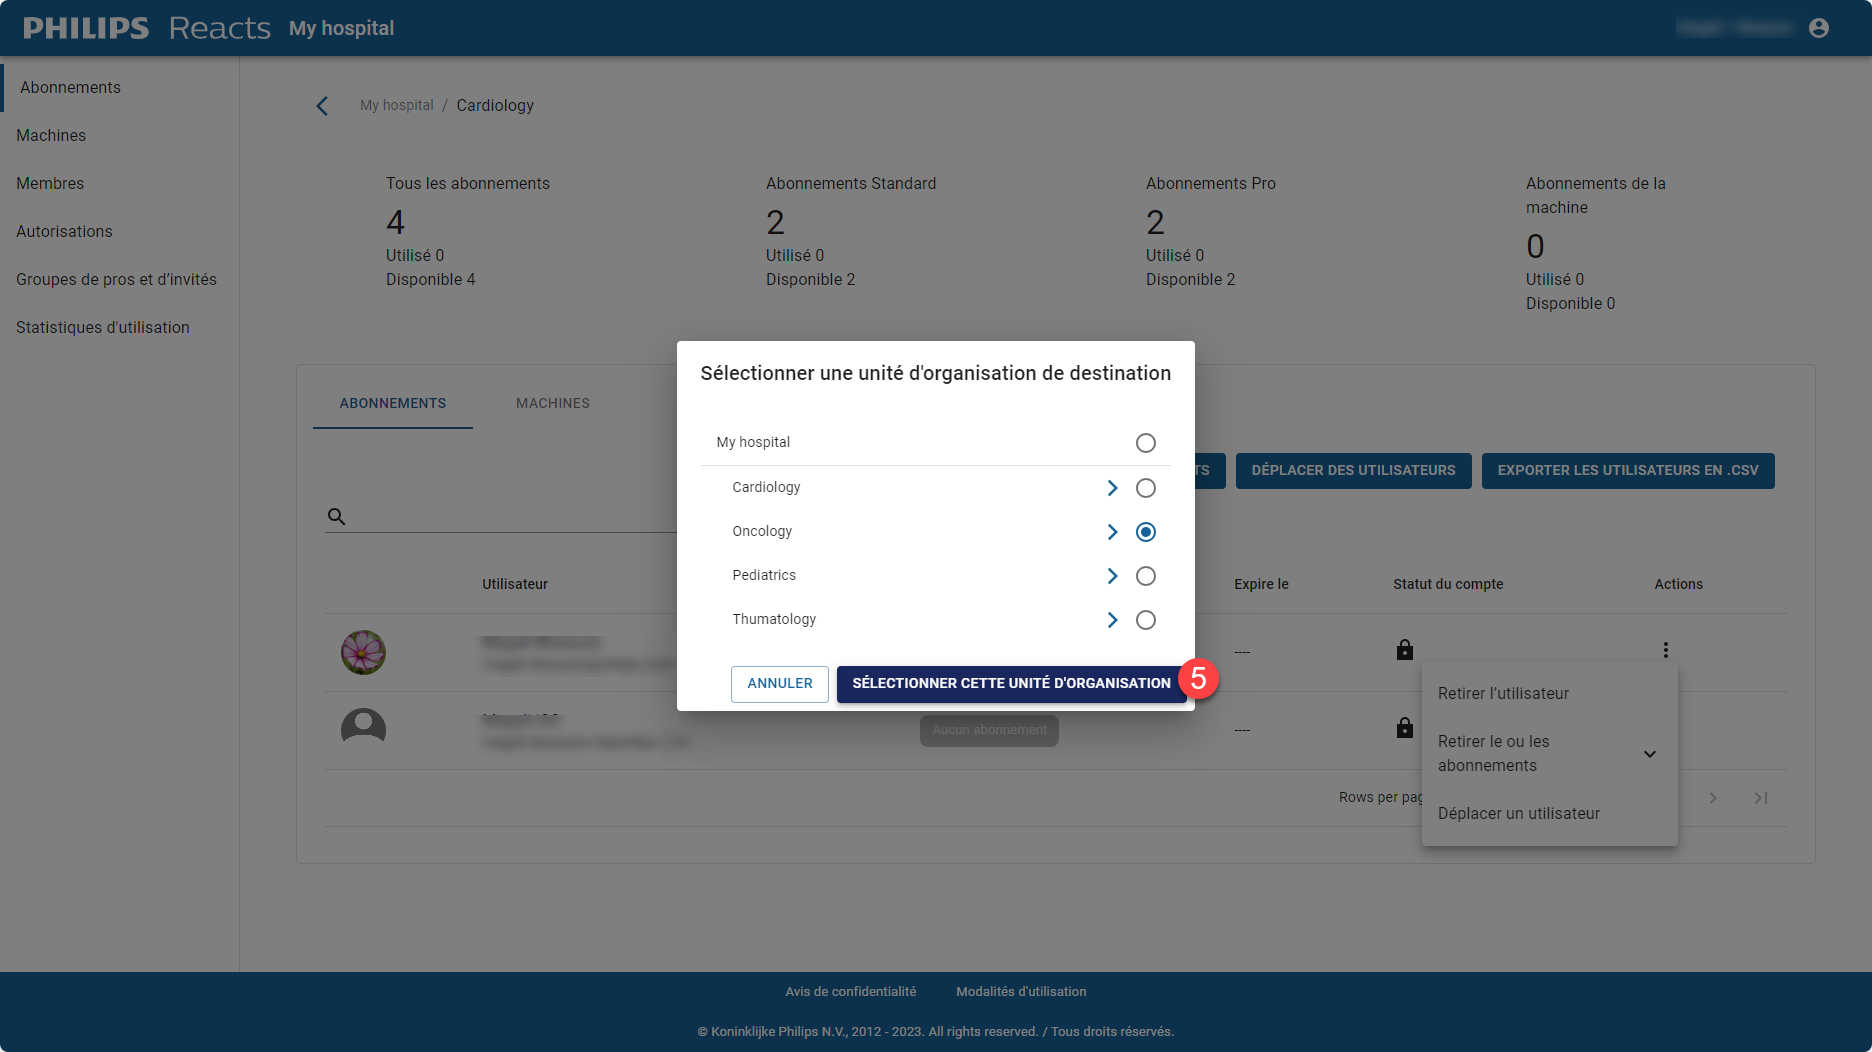 PHILIPS Reacts My hospital
Abonnements
Machines
Membres
Autorisations
Groupes de pros et d'invités
Statistiques d'utilisation
My hospital / Cardiology
Tous les abonnements
4
Utilisé 0
Disponible 4
Abonnements Standard
2
Utilisé 0
Disponible 2
Abonnements Pro
2
Utilisé 0
Disponible 2
Abonnements de la
machine
0
Utilisé 0
Disponible 0
ABONNEMENTS MACHINES
TS DÉPLACER DES UTILISATEURS EXPORTER LES UTILISATEURS EN .CSV
Utilisateur Expire le Statut du compte Actions
----
Aucun abonnement ----
Rows per pag
Sélectionner une unité d'organisation de destination
My hospital
Cardiology
Oncology
Pediatrics
Thumatology
ANNULER SÉLECTIONNER CETTE UNITÉ D'ORGANISATION 5
Retirer l'utilisateur
Retirer le ou les
abonnements
Déplacer un utilisateur
Avis de confidentialité Modalités d'utilisation
© Koninklijke Philips N.V., 2012 - 2023. All rights reserved. / Tous droits réservés.